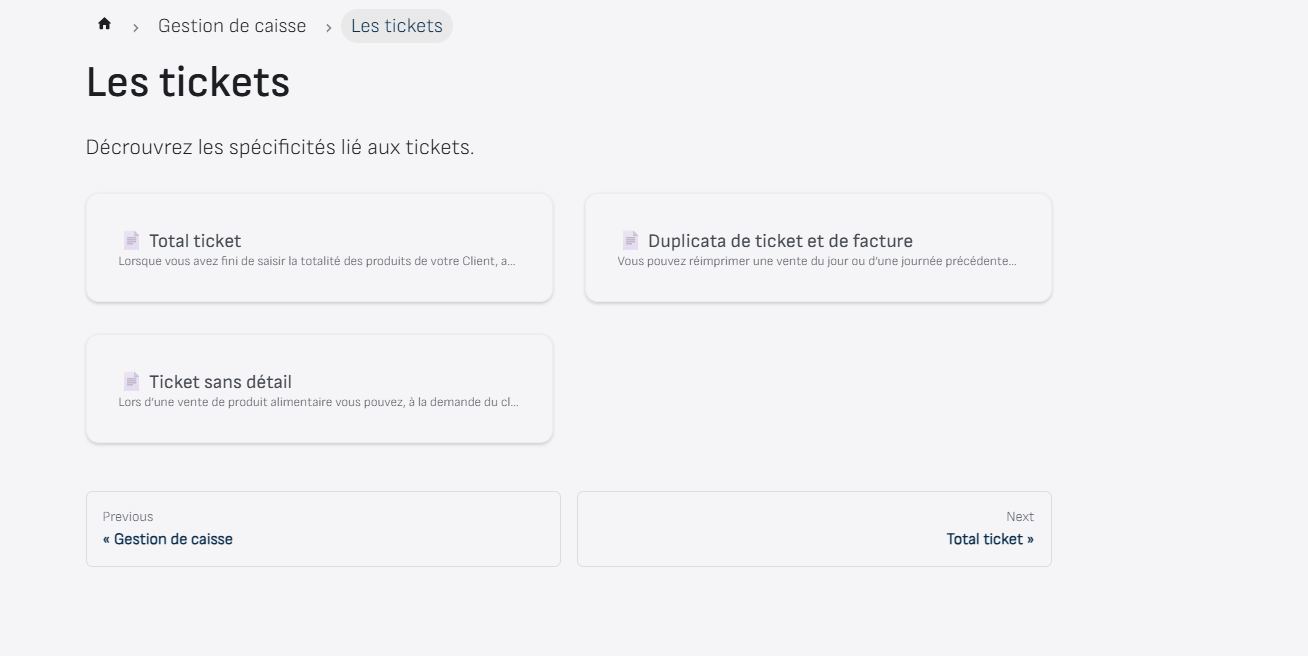 Gestion de caisse Les tickets
Les tickets
Décrouvrez les spécificités lié aux tickets.
Total ticket
Lorsque vous avez fini de saisir la totalité des produits de votre Client, a...
Duplicata de ticket et de facture
Vous pouvez réimprimer une vente du jour ou d'une journée précédente...
Ticket sans détail
Lors d'une vente de produit alimentaire vous pouvez, à la demande du cl...
Previous
« Gestion de caisse
Next
Total ticket »